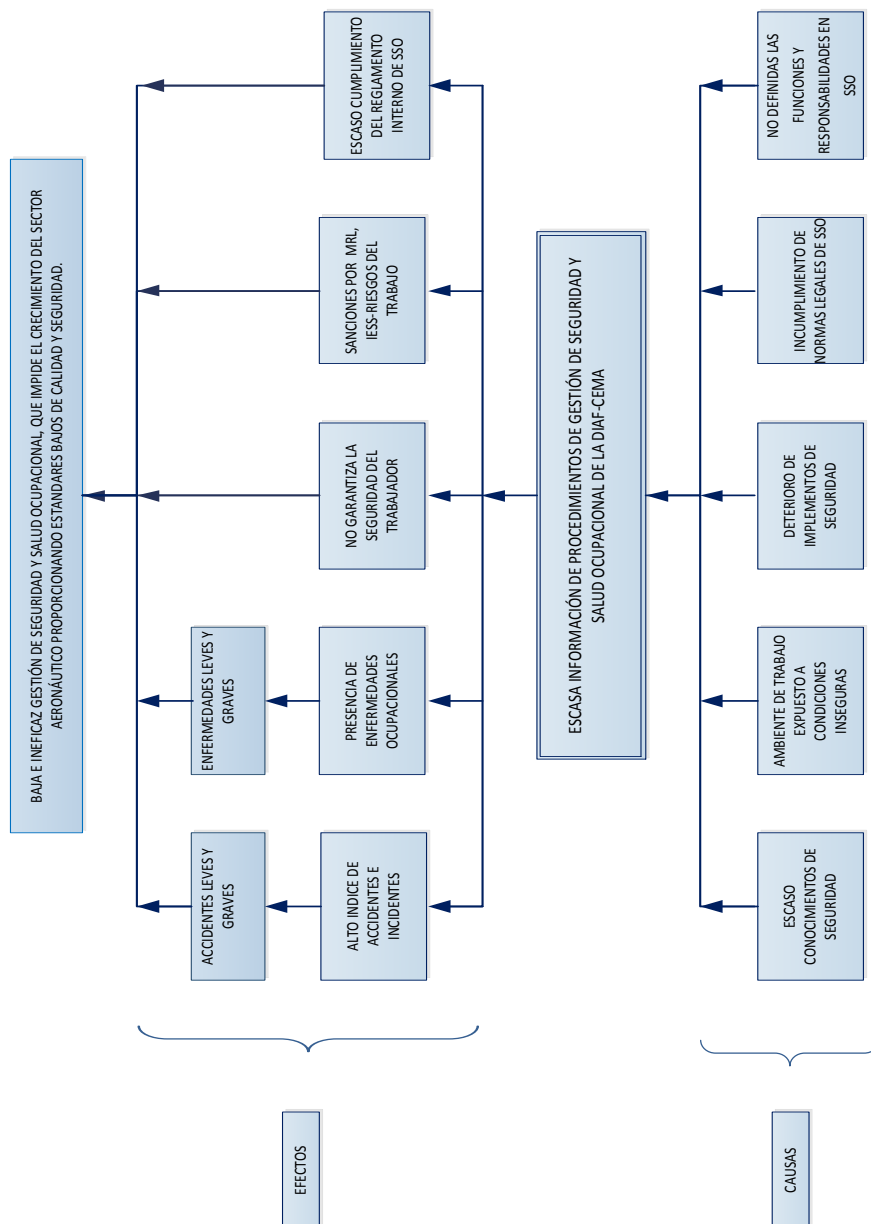 BAJA E INEFICAZ GESTIÓN DE SEGURIDAD Y SALUD OCUPACIONAL, QUE IMPIDE EL CRECIMIENTO DEL SECTOR
AERONÁUTICO PROPORCIONANDO ESTANDARES BAJOS DE CALIDAD Y SEGURIDAD.
EFECTOS
ACCIDENTES LEVES Y
GRAVES
ENFERMEDADES LEVES Y
GRAVES
ALTO INDICE DE
ACCIDENTES E
INCIDENTES
PRESENCIA DE
ENFERMEDADES
OCUPACIONALES
NO GARANTIZA LA
SEGURIDAD DEL
TRABAJADOR
SANCIONES POR MRL,
IESS-RIESGOS DEL
TRABAJO
ESCASO CUMPLIMIENTO
DEL REGLAMENTO
INTERNO DE SSO
ESCASA INFORMACIÓN DE PROCEDIMIENTOS DE GESTIÓN DE SEGURIDAD Y
SALUD OCUPACIONAL DE LA DIAF-CEMA
CAUSAS
ESCASO
CONOCIMIENTOS DE
SEGURIDAD
AMBIENTE DE TRABAJO
EXPUESTO A
CONDICIONES
INSEGURAS
DETERIORO DE
IMPLEMENTOS DE
SEGURIDAD
INCUMPLIMIENTO DE
NORMAS LEGALES DE SSO
NO DEFINIDAS LAS
FUNCIONES Y
RESPONSABILIDADES EN
SSO